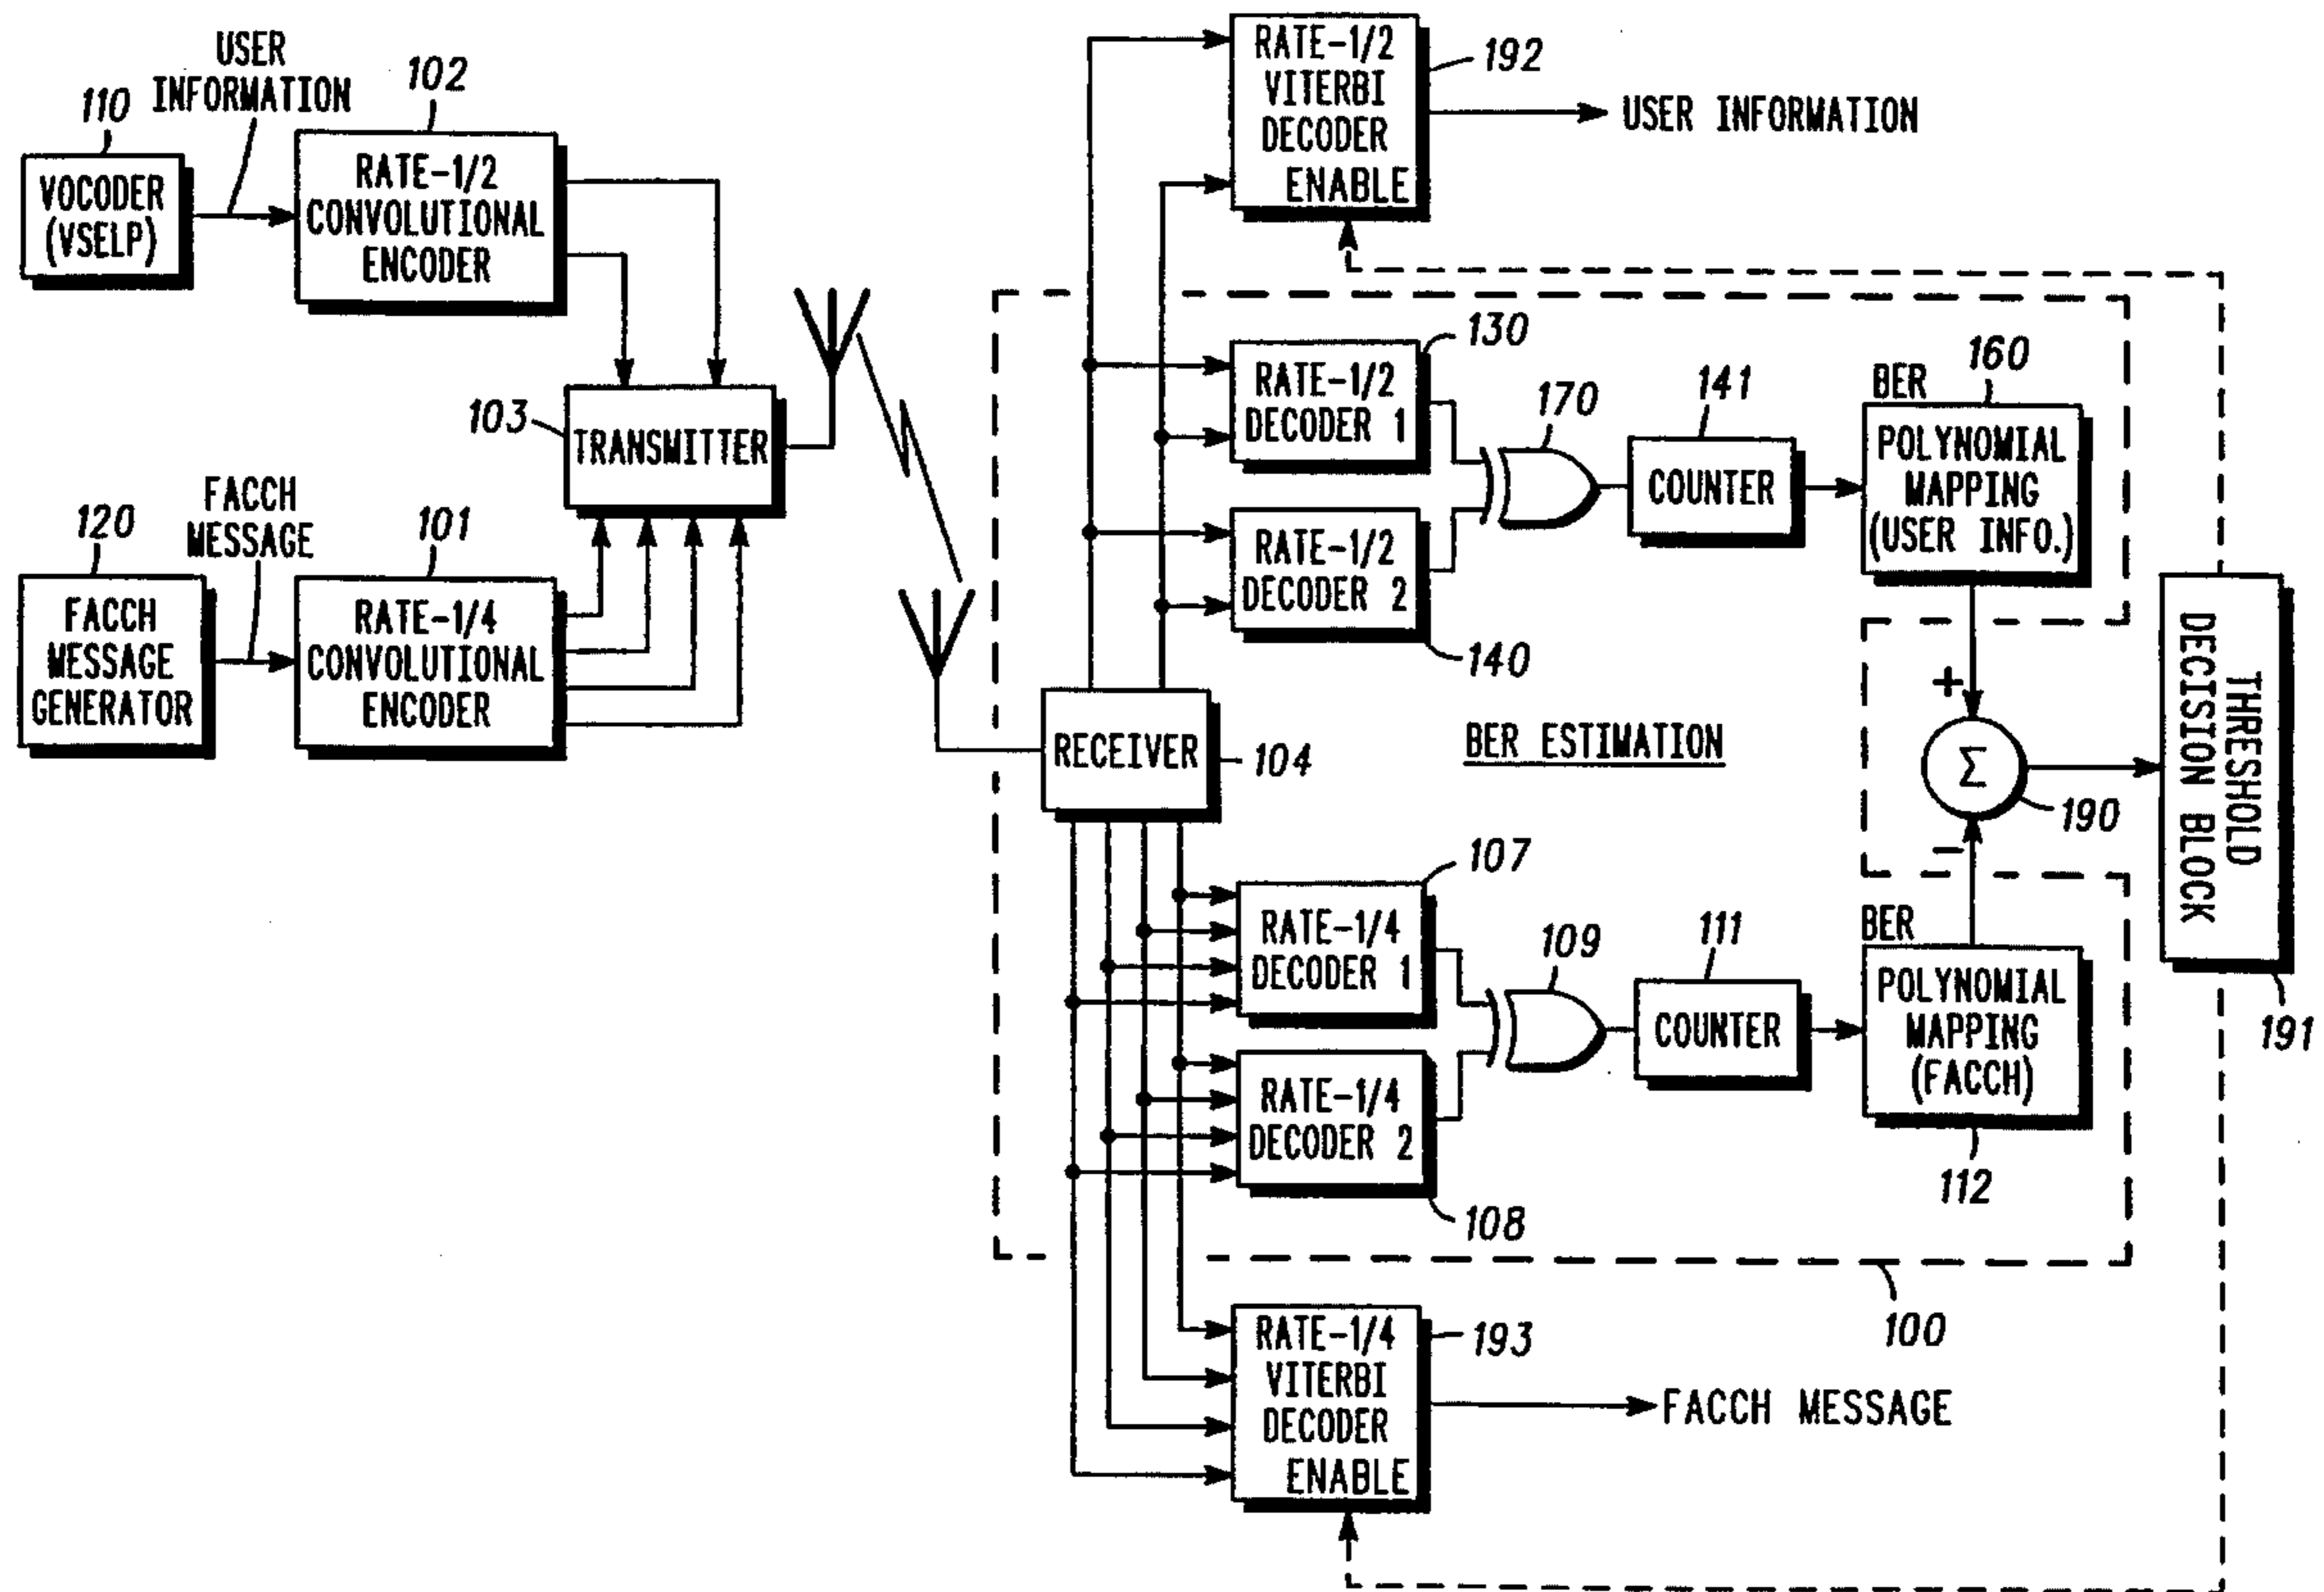 USER
INFORMATION
110
VOCODER
(VSELP)
102
RATE-1/2
CONVOLUTIONAL
ENCODER
103
TRANSMITTER
120
FACCH
MESSAGE
GENERATOR
FACCH
MESSAGE
101
RATE-1/4
CONVOLUTIONAL
ENCODER
RATE-1/2
VITERBI
DECODER
ENABLE
192
USER INFORMATION
130
RATE-1/2
DECODER 1
RATE-1/2
DECODER 2
140
170
141
COUNTER
BER
160
POLYNOMIAL
MAPPING
(USER INFO.)
RECEIVER
104
BER ESTIMATION
+
Σ
190
−
THRESHOLD
DECISION BLOCK
191
107
RATE-1/4
DECODER 1
RATE-1/4
DECODER 2
108
109
111
COUNTER
BER
POLYNOMIAL
MAPPING
(FACCH)
112
100
RATE-1/4
VITERBI
DECODER
ENABLE
193
FACCH MESSAGE